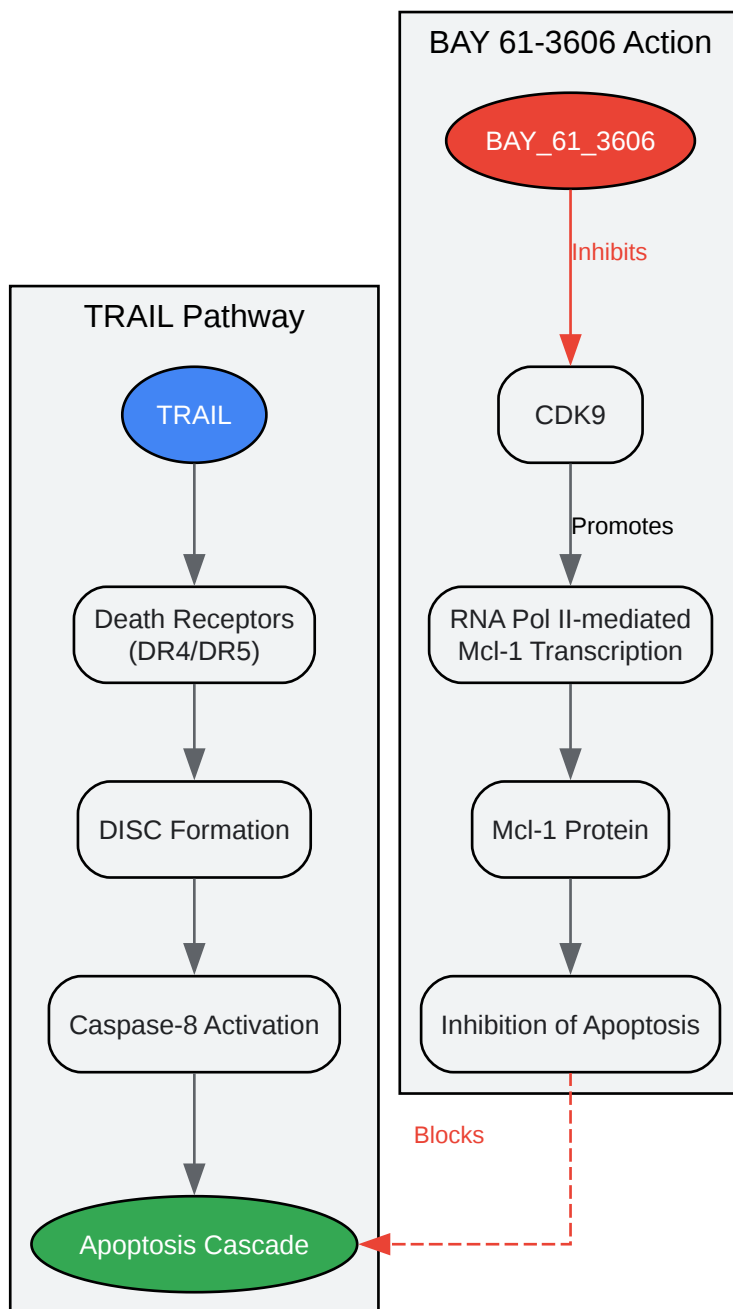 BAY 61-3606 Action
BAY_61_3606
Inhibits
CDK9
Promotes
RNA Pol II-mediated
Mcl-1 Transcription
Mcl-1 Protein
Inhibition of Apoptosis
Blocks
TRAIL Pathway
TRAIL
Death Receptors
(DR4/DR5)
DISC Formation
Caspase-8 Activation
Apoptosis Cascade